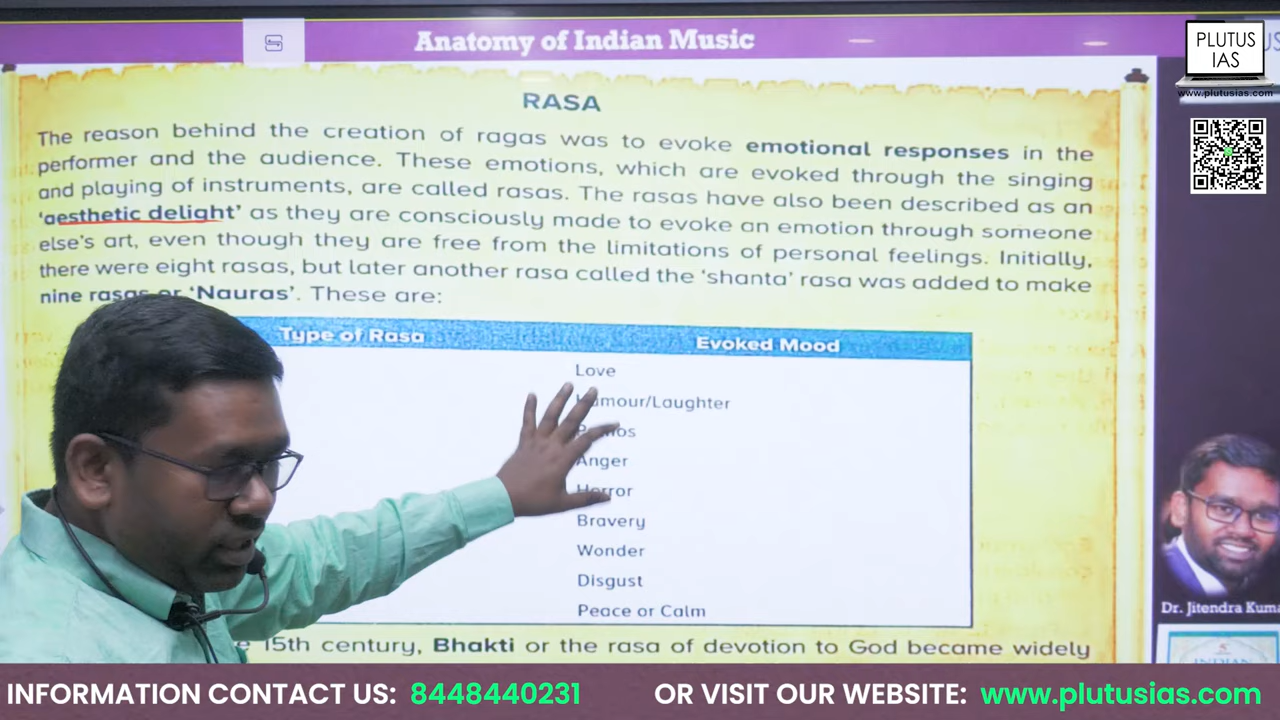 Anatomy of Indian Music
PLUTUS
IAS
www.plutusias.com
RASA
The reason behind the creation of ragas was to evoke emotional responses in the
performer and the audience. These emotions, which are evoked through the singing
and playing of instruments, are called rasas. The rasas have also been described as an
‘aesthetic delight’ as they are consciously made to evoke an emotion through someone
else's art, even though they are free from the limitations of personal feelings. Initially,
there were eight rasas, but later another rasa called the ‘shanta’ rasa was added to make
nine rasas or ‘Nauras’. These are:
Type of Rasa Evoked Mood
Love
Humour/Laughter
Anger
Horror
Bravery
Wonder
Disgust
Peace or Calm
15th century, Bhakti or the rasa of devotion to God became widely
Dr. Jitendra Kuma
INDIAN
INFORMATION CONTACT US: 8448440231 OR VISIT OUR WEBSITE: www.plutusias.com